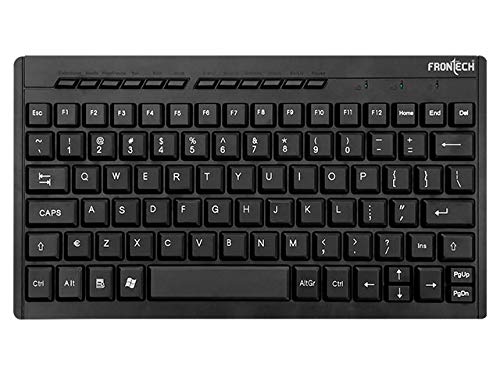 FRONTECH
Esc F1 F2 F3 F4 F5 F6 F7 F8 F9 F10 F11 F12 Home End Del
~ ! @ # $ % ^ & * ( ) _ +
` 1 2 3 4 5 6 7 8 9 0 - = ←
Q W E R T Y U I O P { } |
[ ] \
CAPS A S D F G H J K L : "
; '
⇧ € Z X C V B N M < > ? Ins ⇧
, . /
Ctrl Alt AltGr Ctrl ← ↑ → PgUp
↓ PgDn